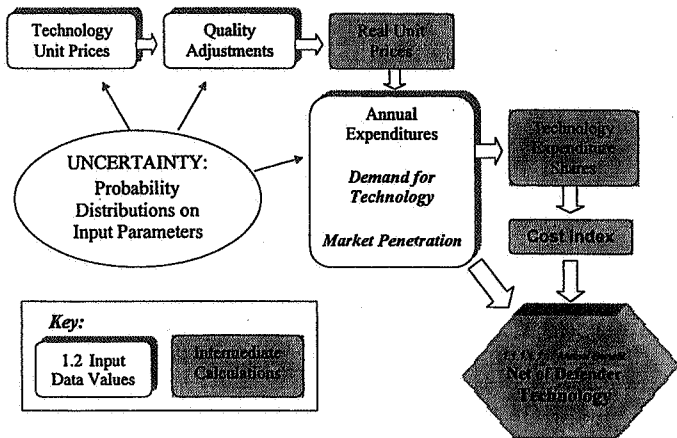 Technology
Unit Prices
Quality
Adjustments
Real Unit
Prices
Annual
Expenditures
Demand for
Technology
Market Penetration
Technology
Expenditure
Shares
Cost Index
UNCERTAINTY:
Probability
Distributions on
Input Parameters
Key:
1.2 Input
Data Values
Intermediate
Calculations
Net of Defender
Technology